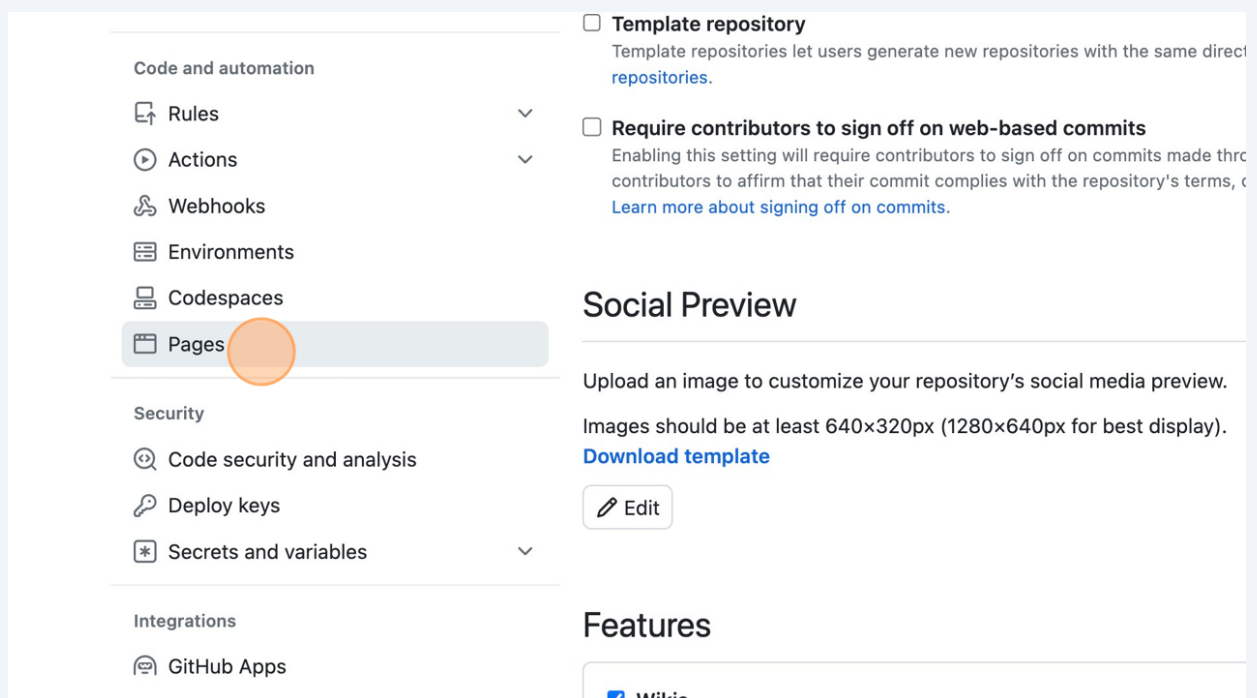 Code and automation
Rules
Actions
Webhooks
Environments
Codespaces
Pages
Security
Code security and analysis
Deploy keys
Secrets and variables
Integrations
GitHub Apps
Template repository
Template repositories let users generate new repositories with the same
repositories.
Require contributors to sign off on web-based commits
Enabling this setting will require contributors to sign off on commits made
contributors to affirm that their commit complies with the repository's terms,
Learn more about signing off on commits.
Social Preview
Upload an image to customize your repository’s social media preview.
Images should be at least 640×320px (1280×640px for best display).
Download template
Edit
Features
Wikis